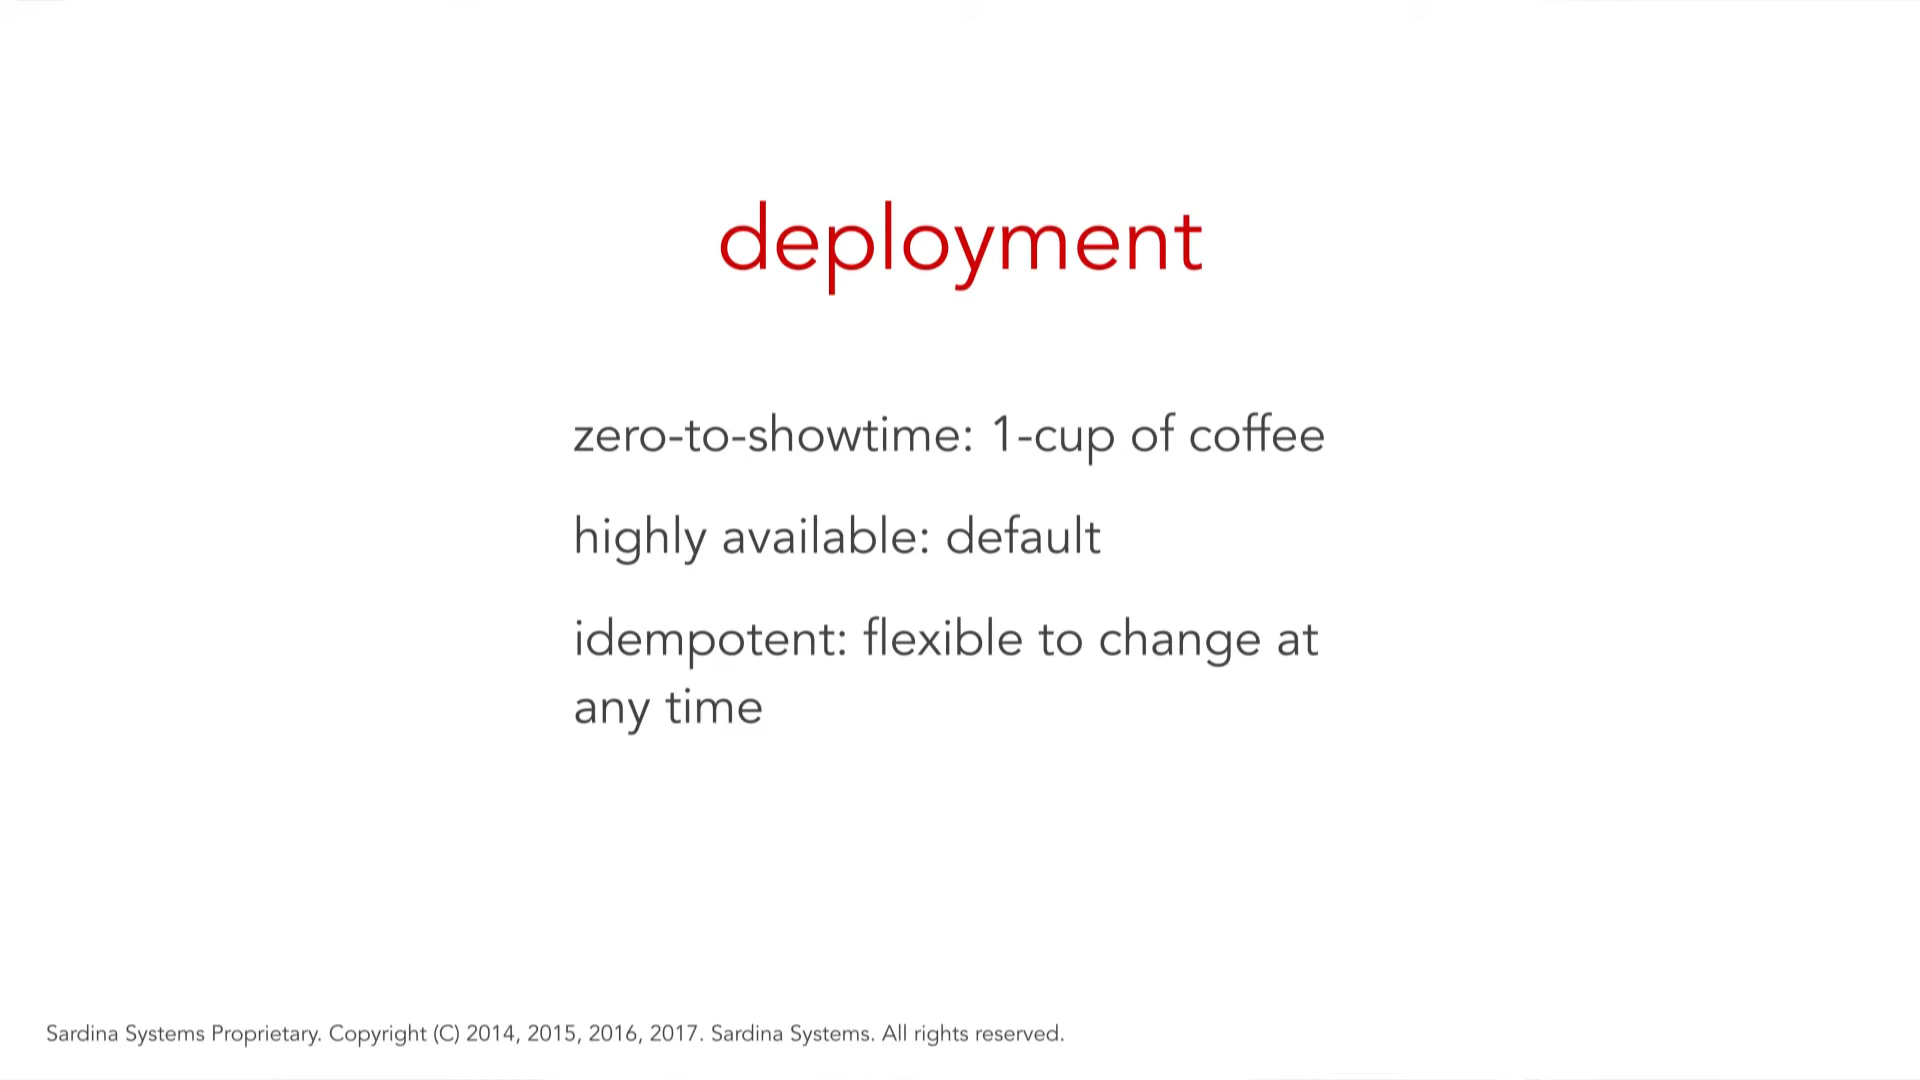 deployment
zero-to-showtime: 1-cup of coffee
highly available: default
idempotent: flexible to change at
any time
Sardina Systems Proprietary. Copyright (C) 2014, 2015, 2016, 2017. Sardina Systems. All rights reserved.